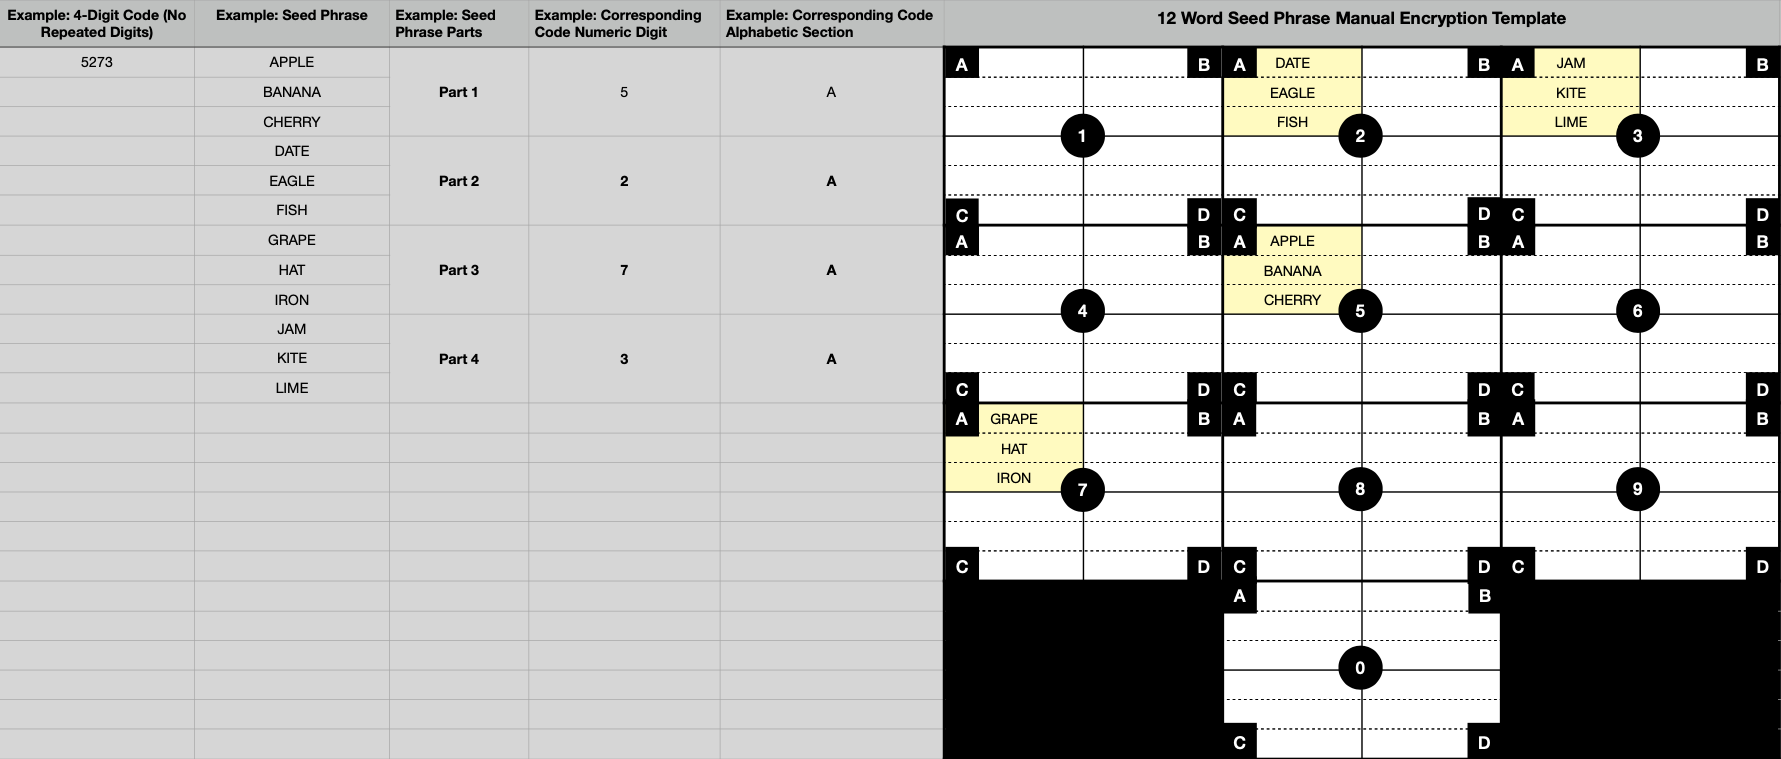 Example: 4-Digit Code (No Repeated Digits)
Example: Seed Phrase
Example: Seed Phrase Parts
Example: Corresponding Code Numeric Digit
Example: Corresponding Code Alphabetic Section
12 Word Seed Phrase Manual Encryption Template
5273
APPLE
BANANA
CHERRY
Part 1
5
A
DATE
EAGLE
FISH
Part 2
2
A
GRAPE
HAT
IRON
Part 3
7
A
JAM
KITE
LIME
Part 4
3
A
A
B
1
C
D
A
DATE
B
EAGLE
FISH
2
C
D
A
JAM
B
KITE
LIME
3
C
D
A
B
4
C
D
A
APPLE
B
BANANA
CHERRY
5
C
D
A
B
6
C
D
A
GRAPE
B
HAT
IRON
7
C
D
A
B
8
C
D
A
B
9
C
D
A
B
0
C
D